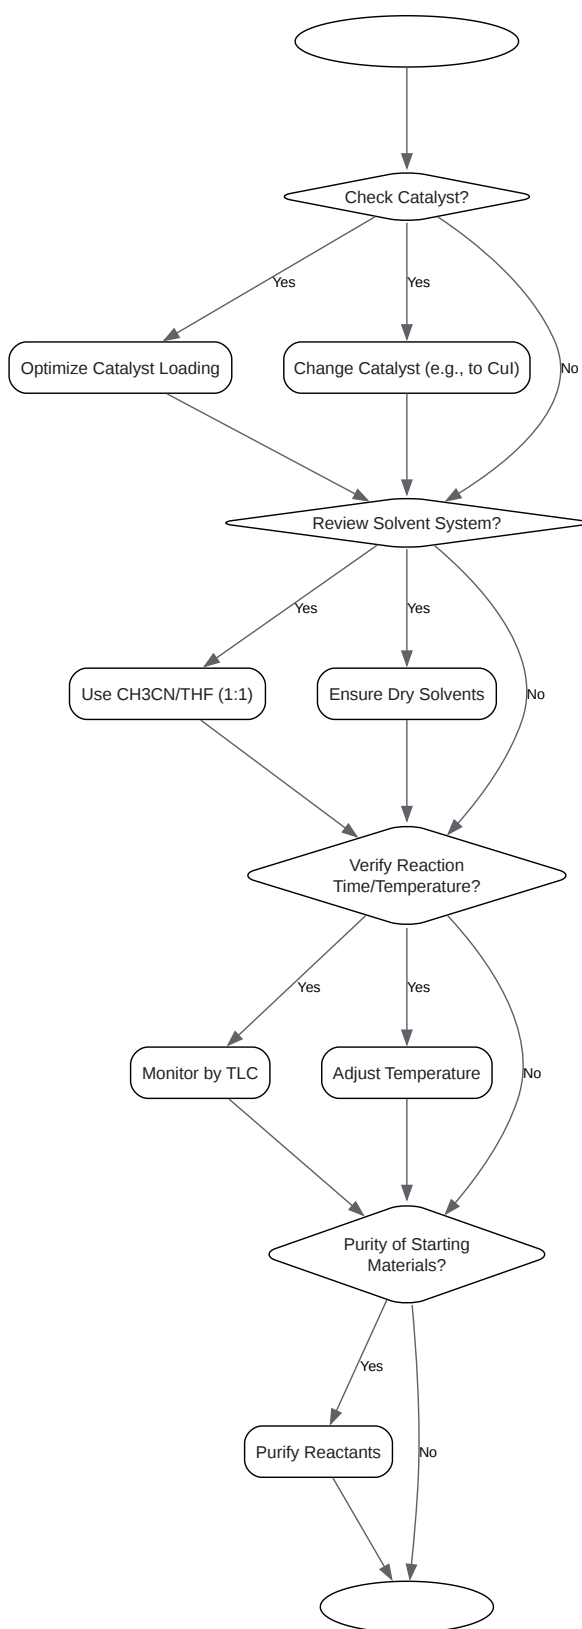 Check Catalyst?
Yes
Yes
No
Optimize Catalyst Loading
Change Catalyst (e.g., to CuI)
Review Solvent System?
Yes
Yes
No
Use CH3CN/THF (1:1)
Ensure Dry Solvents
Verify Reaction
Time/Temperature?
Yes
Yes
No
Monitor by TLC
Adjust Temperature
Purity of Starting
Materials?
Yes
No
Purify Reactants